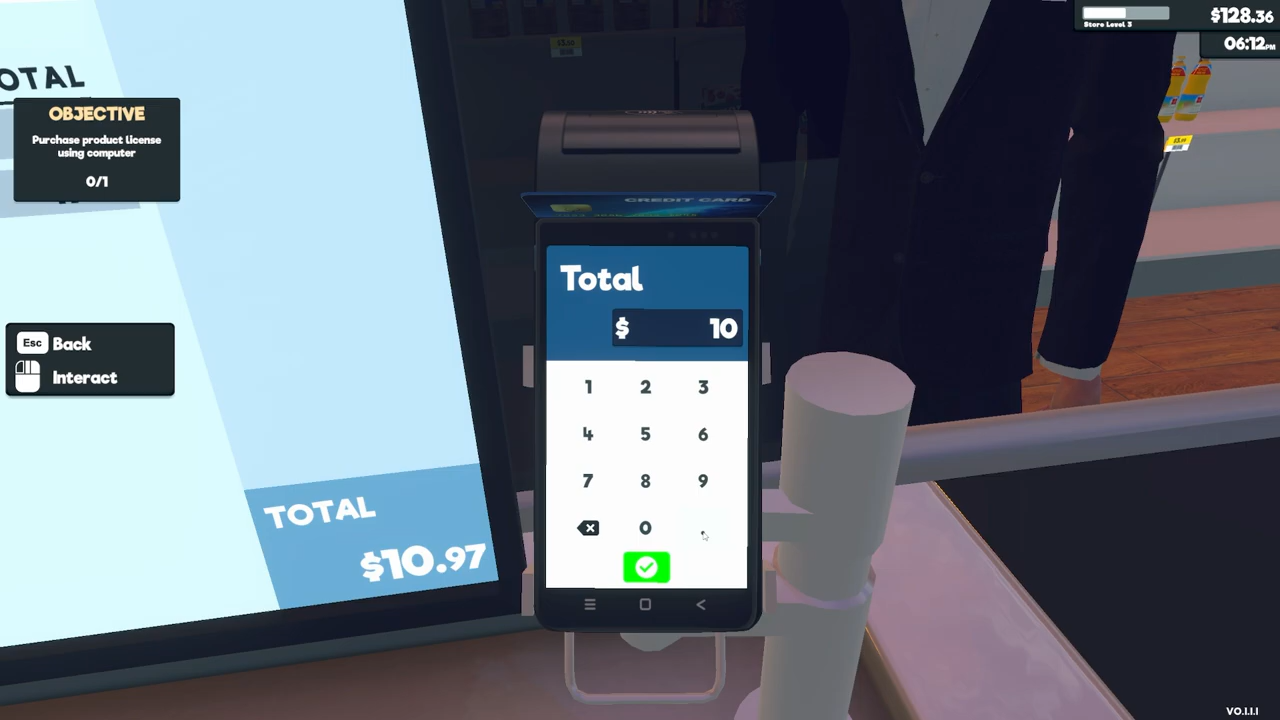 $128.36
Store Level 3
06:12PM
OTAL
OBJECTIVE
Purchase product license
using computer
0/1
CREDIT CARD
Total
$ 10
Esc Back
Interact
1 2 3
4 5 6
7 8 9
0 .
TOTAL
$10.97
V0.1.1.1